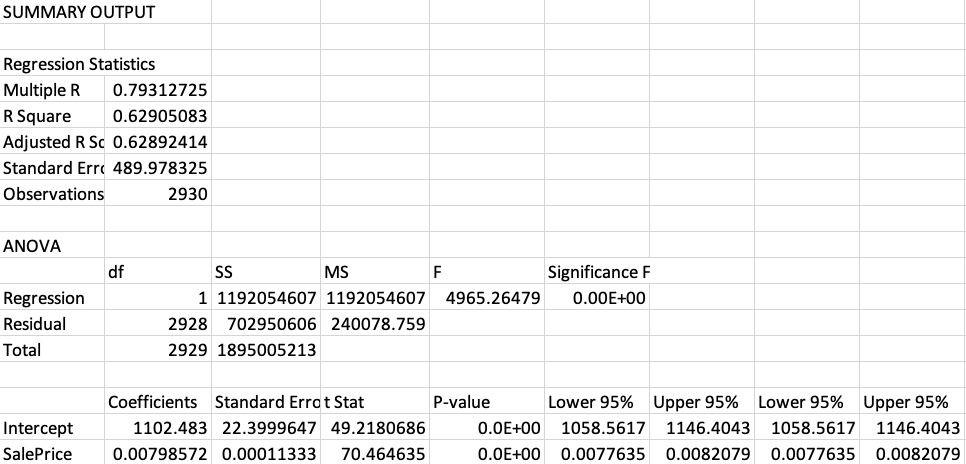 SUMMARY OUTPUT
Regression Statistics
Multiple R 0.79312725
R Square 0.62905083
Adjusted R Sq 0.62892414
Standard Erro 489.978325
Observations 2930
ANOVA
df SS MS F Significance F
Regression 1 1192054607 1192054607 4965.26479 0.00E+00
Residual 2928 702950606 240078.759
Total 2929 1895005213
Coefficients Standard Erro t Stat P-value Lower 95% Upper 95% Lower 95% Upper 95%
Intercept 1102.483 22.3999647 49.2180686 0.0E+00 1058.5617 1146.4043 1058.5617 1146.4043
SalePrice 0.00798572 0.00011333 70.464635 0.0E+00 0.0077635 0.0082079 0.0077635 0.0082079